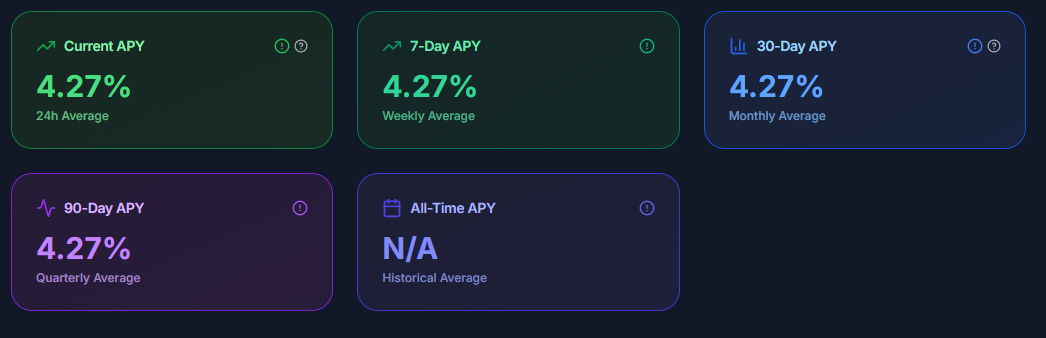 Current APY
4.27%
24h Average
7-Day APY
4.27%
Weekly Average
30-Day APY
4.27%
Monthly Average
90-Day APY
4.27%
Quarterly Average
All-Time APY
N/A
Historical Average